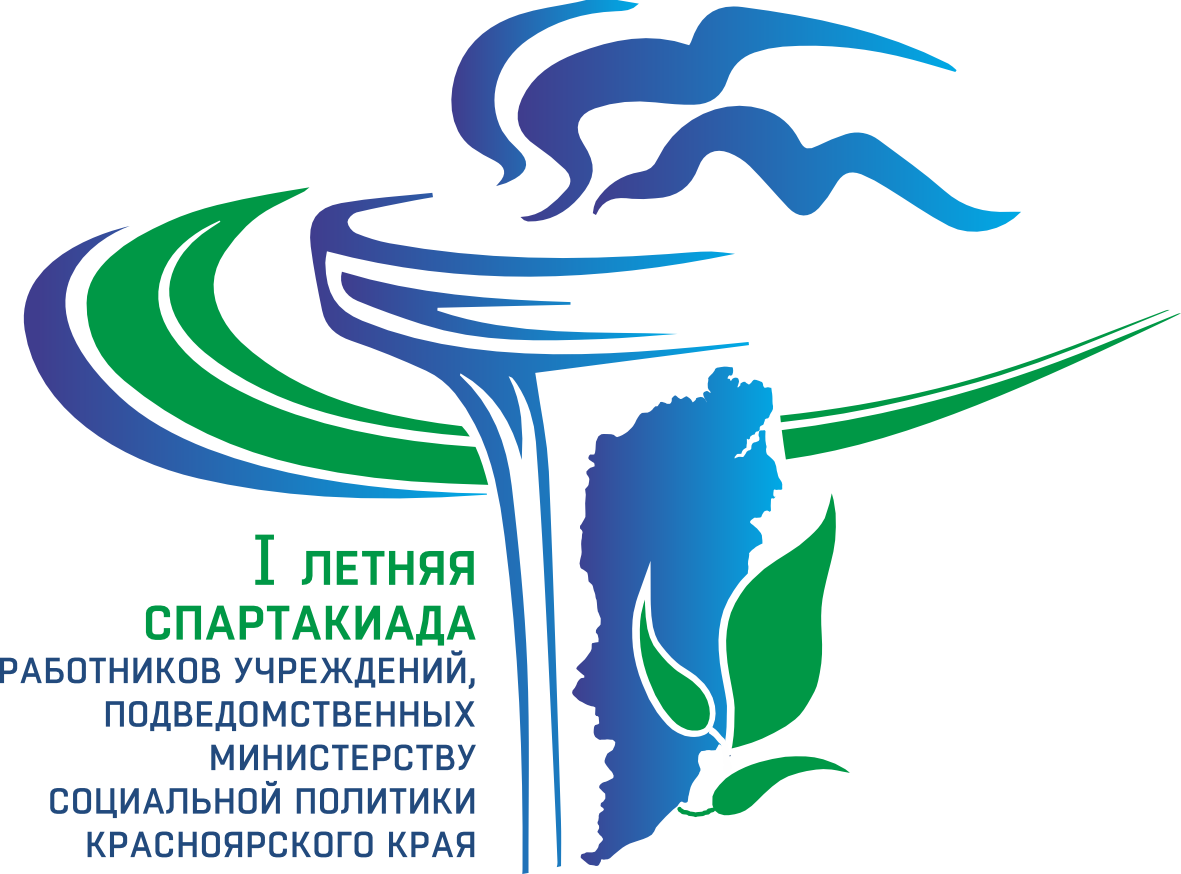 I ЛЕТНЯЯ
СПАРТАКИАДА
РАБОТНИКОВ УЧРЕЖДЕНИЙ,
ПОДВЕДОМСТВЕННЫХ
МИНИСТЕРСТВУ
СОЦИАЛЬНОЙ ПОЛИТИКИ
КРАСНОЯРСКОГО КРАЯ